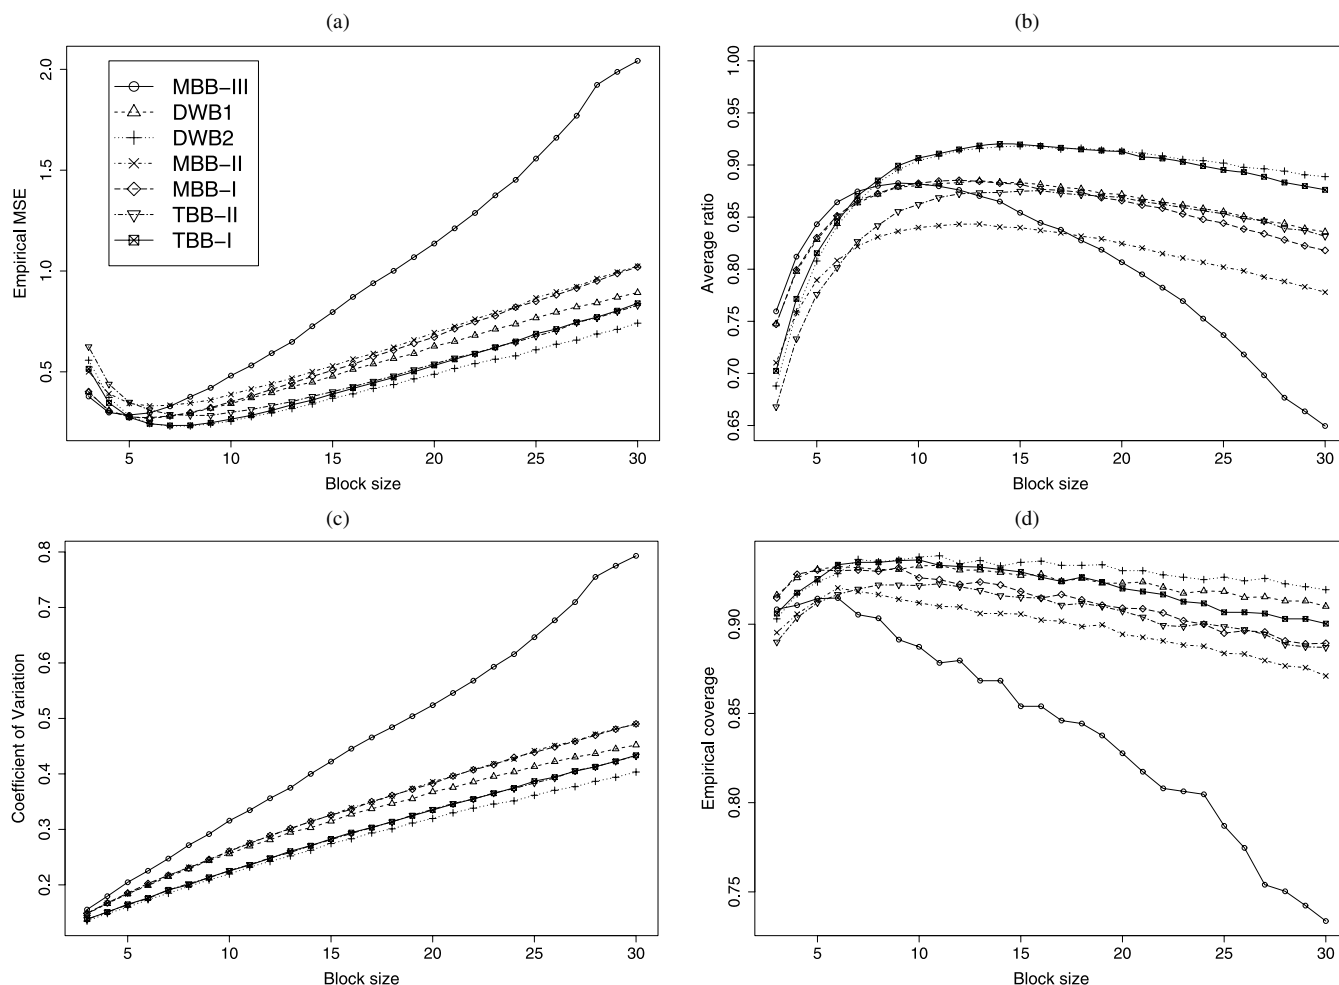 (a)
Empirical MSE
2.0
1.5
1.0
0.5
MBB−III
DWB1
DWB2
MBB−II
MBB−I
TBB−II
TBB−I
5 10 15 20 25 30
Block size
(b)
Average ratio
1.00
0.95
0.90
0.85
0.80
0.75
0.70
0.65
5 10 15 20 25 30
Block size
(c)
Coefficient of Variation
0.8
0.7
0.6
0.5
0.4
0.3
0.2
5 10 15 20 25 30
Block size
(d)
Empirical coverage
0.90
0.85
0.80
0.75
5 10 15 20 25 30
Block size